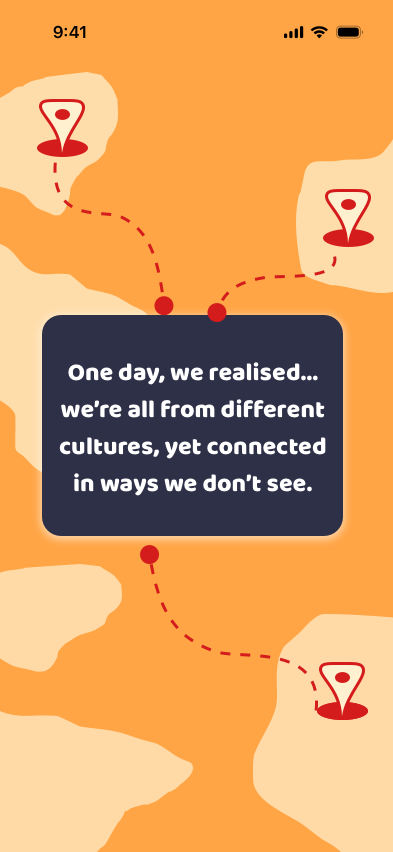 9:41
One day, we realised...
we're all from different
cultures, yet connected
in ways we don't see.